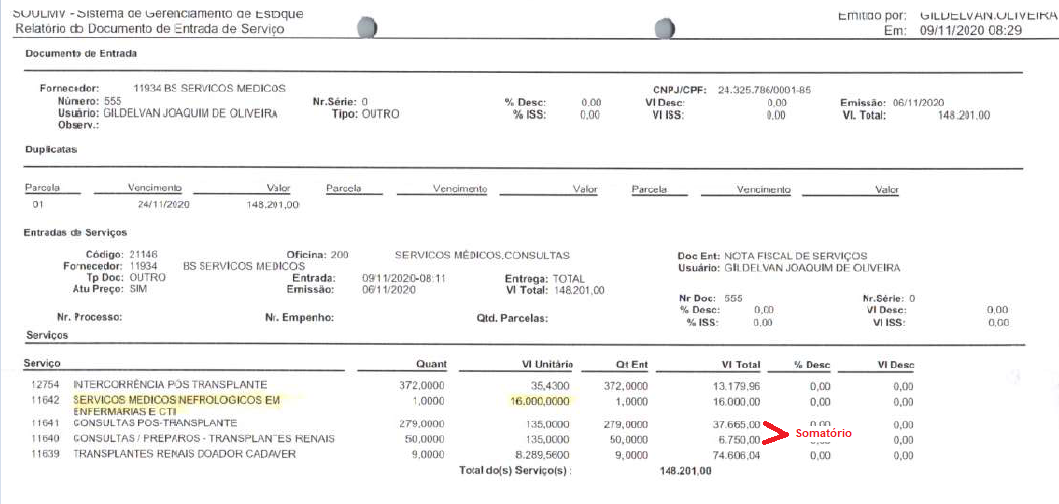 SOULMV - Sistema de Gerenciamento de Estoque
Relatório do Documento de Entrada de Serviço
Emitido por: GILDELVAN.OLIVEIRA
Em: 09/11/2020 08:29
Documento de Entrada
Fornecedor: 11934 BS SERVICOS MEDICOS CNPJ/CPF: 24.325.786/0001-85
Número: 555 Nr.Série: 0 % Desc: 0,00 Vl Desc: 0,00 Emissão: 06/11/2020
Usuário: GILDELVAN JOAQUIM DE OLIVEIRA Tipo: OUTRO % ISS: 0,00 Vl ISS: 0,00 Vl. Total: 148.201,00
Observ.:
Duplicatas
Parcela Vencimento Valor Parcela Vencimento Valor Parcela Vencimento Valor
01 24/11/2020 148.201,00
Entradas de Serviços
Código: 21146 Oficina: 200 SERVICOS MÉDICOS,CONSULTAS Doc Ent: NOTA FISCAL DE SERVIÇOS
Fornecedor: 11934 BS SERVICOS MEDICOS Usuário: GILDELVAN JOAQUIM DE OLIVEIRA
Tp Doc: OUTRO Entrada: 09/11/2020-08:11 Entrega: TOTAL
Atu Preço: SIM Emissão: 06/11/2020 Vl Total: 148.201,00
Nr Doc: 555 Nr.Série: 0
% Desc: 0,00 Vl Desc: 0,00
Nr. Processo: Nr. Empenho: Qtd. Parcelas: % ISS: 0,00 Vl ISS: 0,00
Serviços
Serviço Quant Vl Unitário Qt Ent Vl Total % Desc Vl Desc
12754 INTERCORRÊNCIA PÓS TRANSPLANTE 372,0000 35,4300 372,0000 13.179,96 0,00 0,00
11642 SERVICOS MEDICOS NEFROLOGICOS EM 1,0000 16.000,0000 1,0000 16.000,00 0,00 0,00
ENFERMARIAS E CTI
11641 CONSULTAS POS-TRANSPLANTE 279,0000 135,0000 279,0000 37.665,00 0,00 0,00
Somatório
11640 CONSULTAS / PREPAROS - TRANSPLANTES RENAIS 50,0000 135,0000 50,0000 6.750,00 0,00
11639 TRANSPLANTES RENAIS DOADOR CADAVER 9,0000 8.289,5600 9,0000 74.606,04 0,00 0,00
Total do(s) Serviço(s): 148.201,00